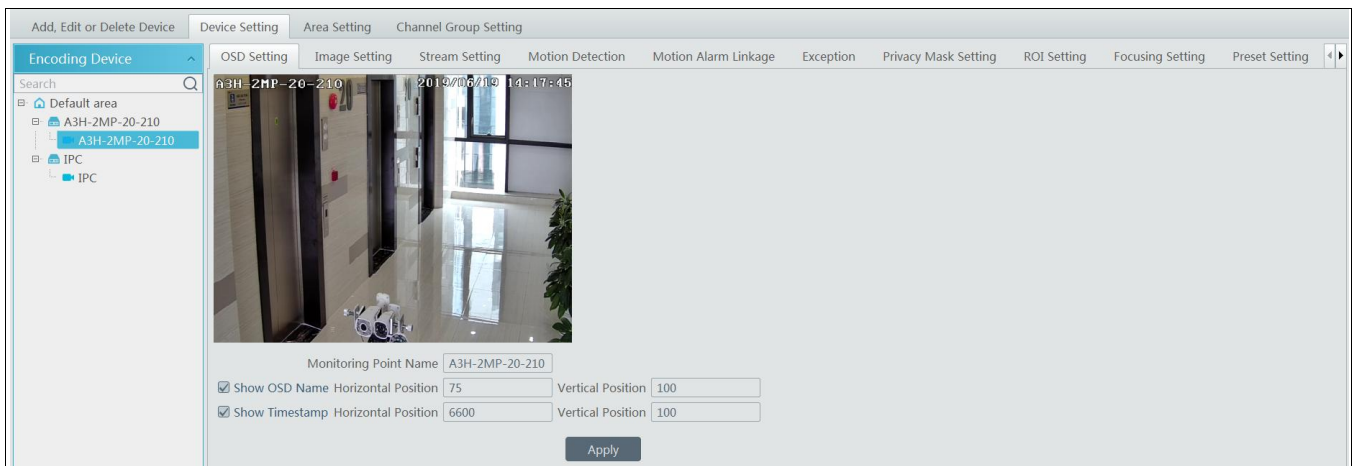 Add, Edit or Delete Device Device Setting Area Setting Channel Group Setting
Encoding Device OSD Setting Image Setting Stream Setting Motion Detection Motion Alarm Linkage Exception Privacy Mask Setting ROI Setting Focusing Setting Preset Setting
Search
Default area
A3H-2MP-20-210
A3H-2MP-20-210
IPC
IPC
A3H-2MP-20-210 2019/06/19 14:17:45
Monitoring Point Name A3H-2MP-20-210
Show OSD Name Horizontal Position 75 Vertical Position 100
Show Timestamp Horizontal Position 6600 Vertical Position 100
Apply